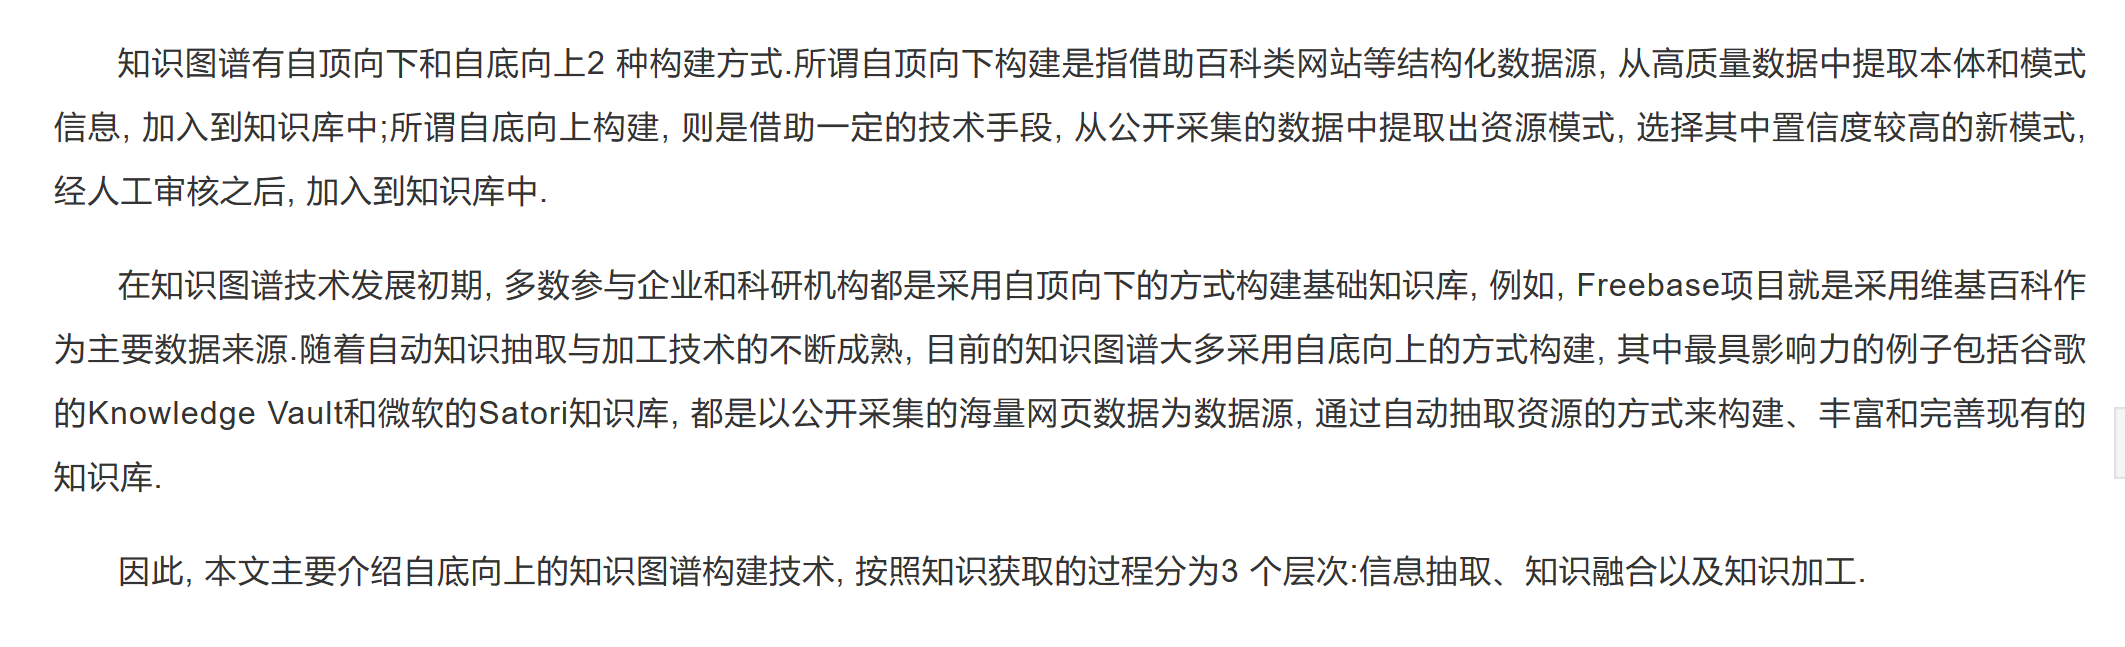 知识图谱有自顶向下和自底向上2 种构建方式.所谓自顶向下构建是指借助百科类网站等结构化数据源, 从高质量数据中提取本体和模式
信息, 加入到知识库中;所谓自底向上构建, 则是借助一定的技术手段, 从公开采集的数据中提取出资源模式, 选择其中置信度较高的新模式,
经人工审核之后, 加入到知识库中.
在知识图谱技术发展初期, 多数参与企业和科研机构都是采用自顶向下的方式构建基础知识库, 例如, Freebase项目就是采用维基百科作
为主要数据来源.随着自动知识抽取与加工技术的不断成熟, 目前的知识图谱大多采用自底向上的方式构建, 其中最具影响力的例子包括谷歌
的Knowledge Vault和微软的Satori知识库, 都是以公开采集的海量网页数据为数据源, 通过自动抽取资源的方式来构建、丰富和完善现有的
知识库.
因此, 本文主要介绍自底向上的知识图谱构建技术, 按照知识获取的过程分为3 个层次:信息抽取、知识融合以及知识加工.